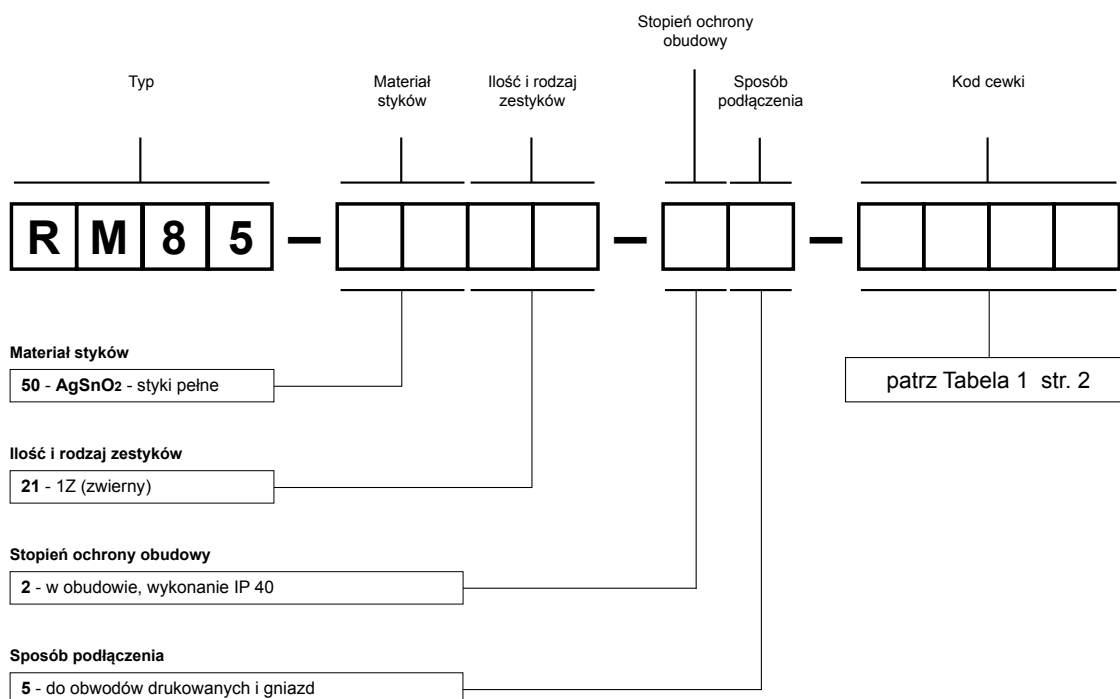 Stopień ochrony
obudowy
Typ
Materiał
styków
Ilość i rodzaj
zestyków
Sposób
podłączenia
Kod cewki
R M 8 5 – – –
Materiał styków
50 - AgSnO2 - styki pełne
patrz Tabela 1 str. 2
Ilość i rodzaj zestyków
21 - 1Z (zwierny)
Stopień ochrony obudowy
2 - w obudowie, wykonanie IP 40
Sposób podłączenia
5 - do obwodów drukowanych i gniazd